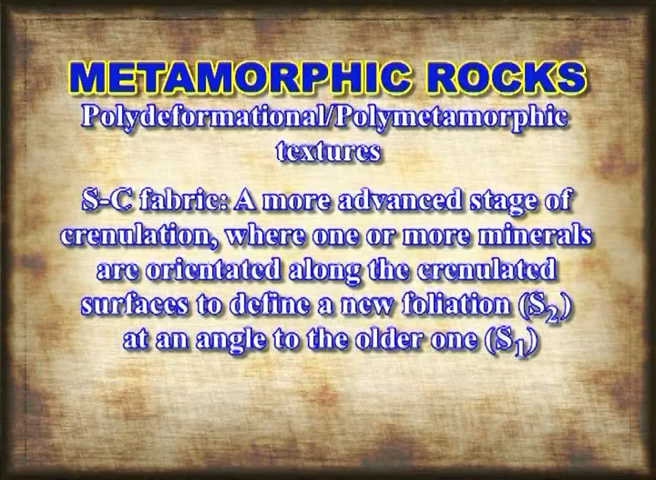 METAMORPHIC ROCKS
Polydeformational/Polymetamorphic
textures
S-C fabric: A more advanced stage of
crenulation, where one or more minerals
are orientated along the crenulated
surfaces to define a new foliation (S₂)
at an angle to the older one (S₁)